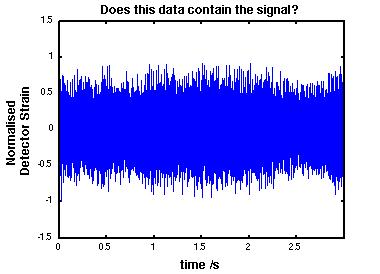 Does this data contain the signal?
1.5
1
0.5
0
-0.5
-1
-1.5
Normalised
Detector Strain
0 0.5 1 1.5 2 2.5
time /s